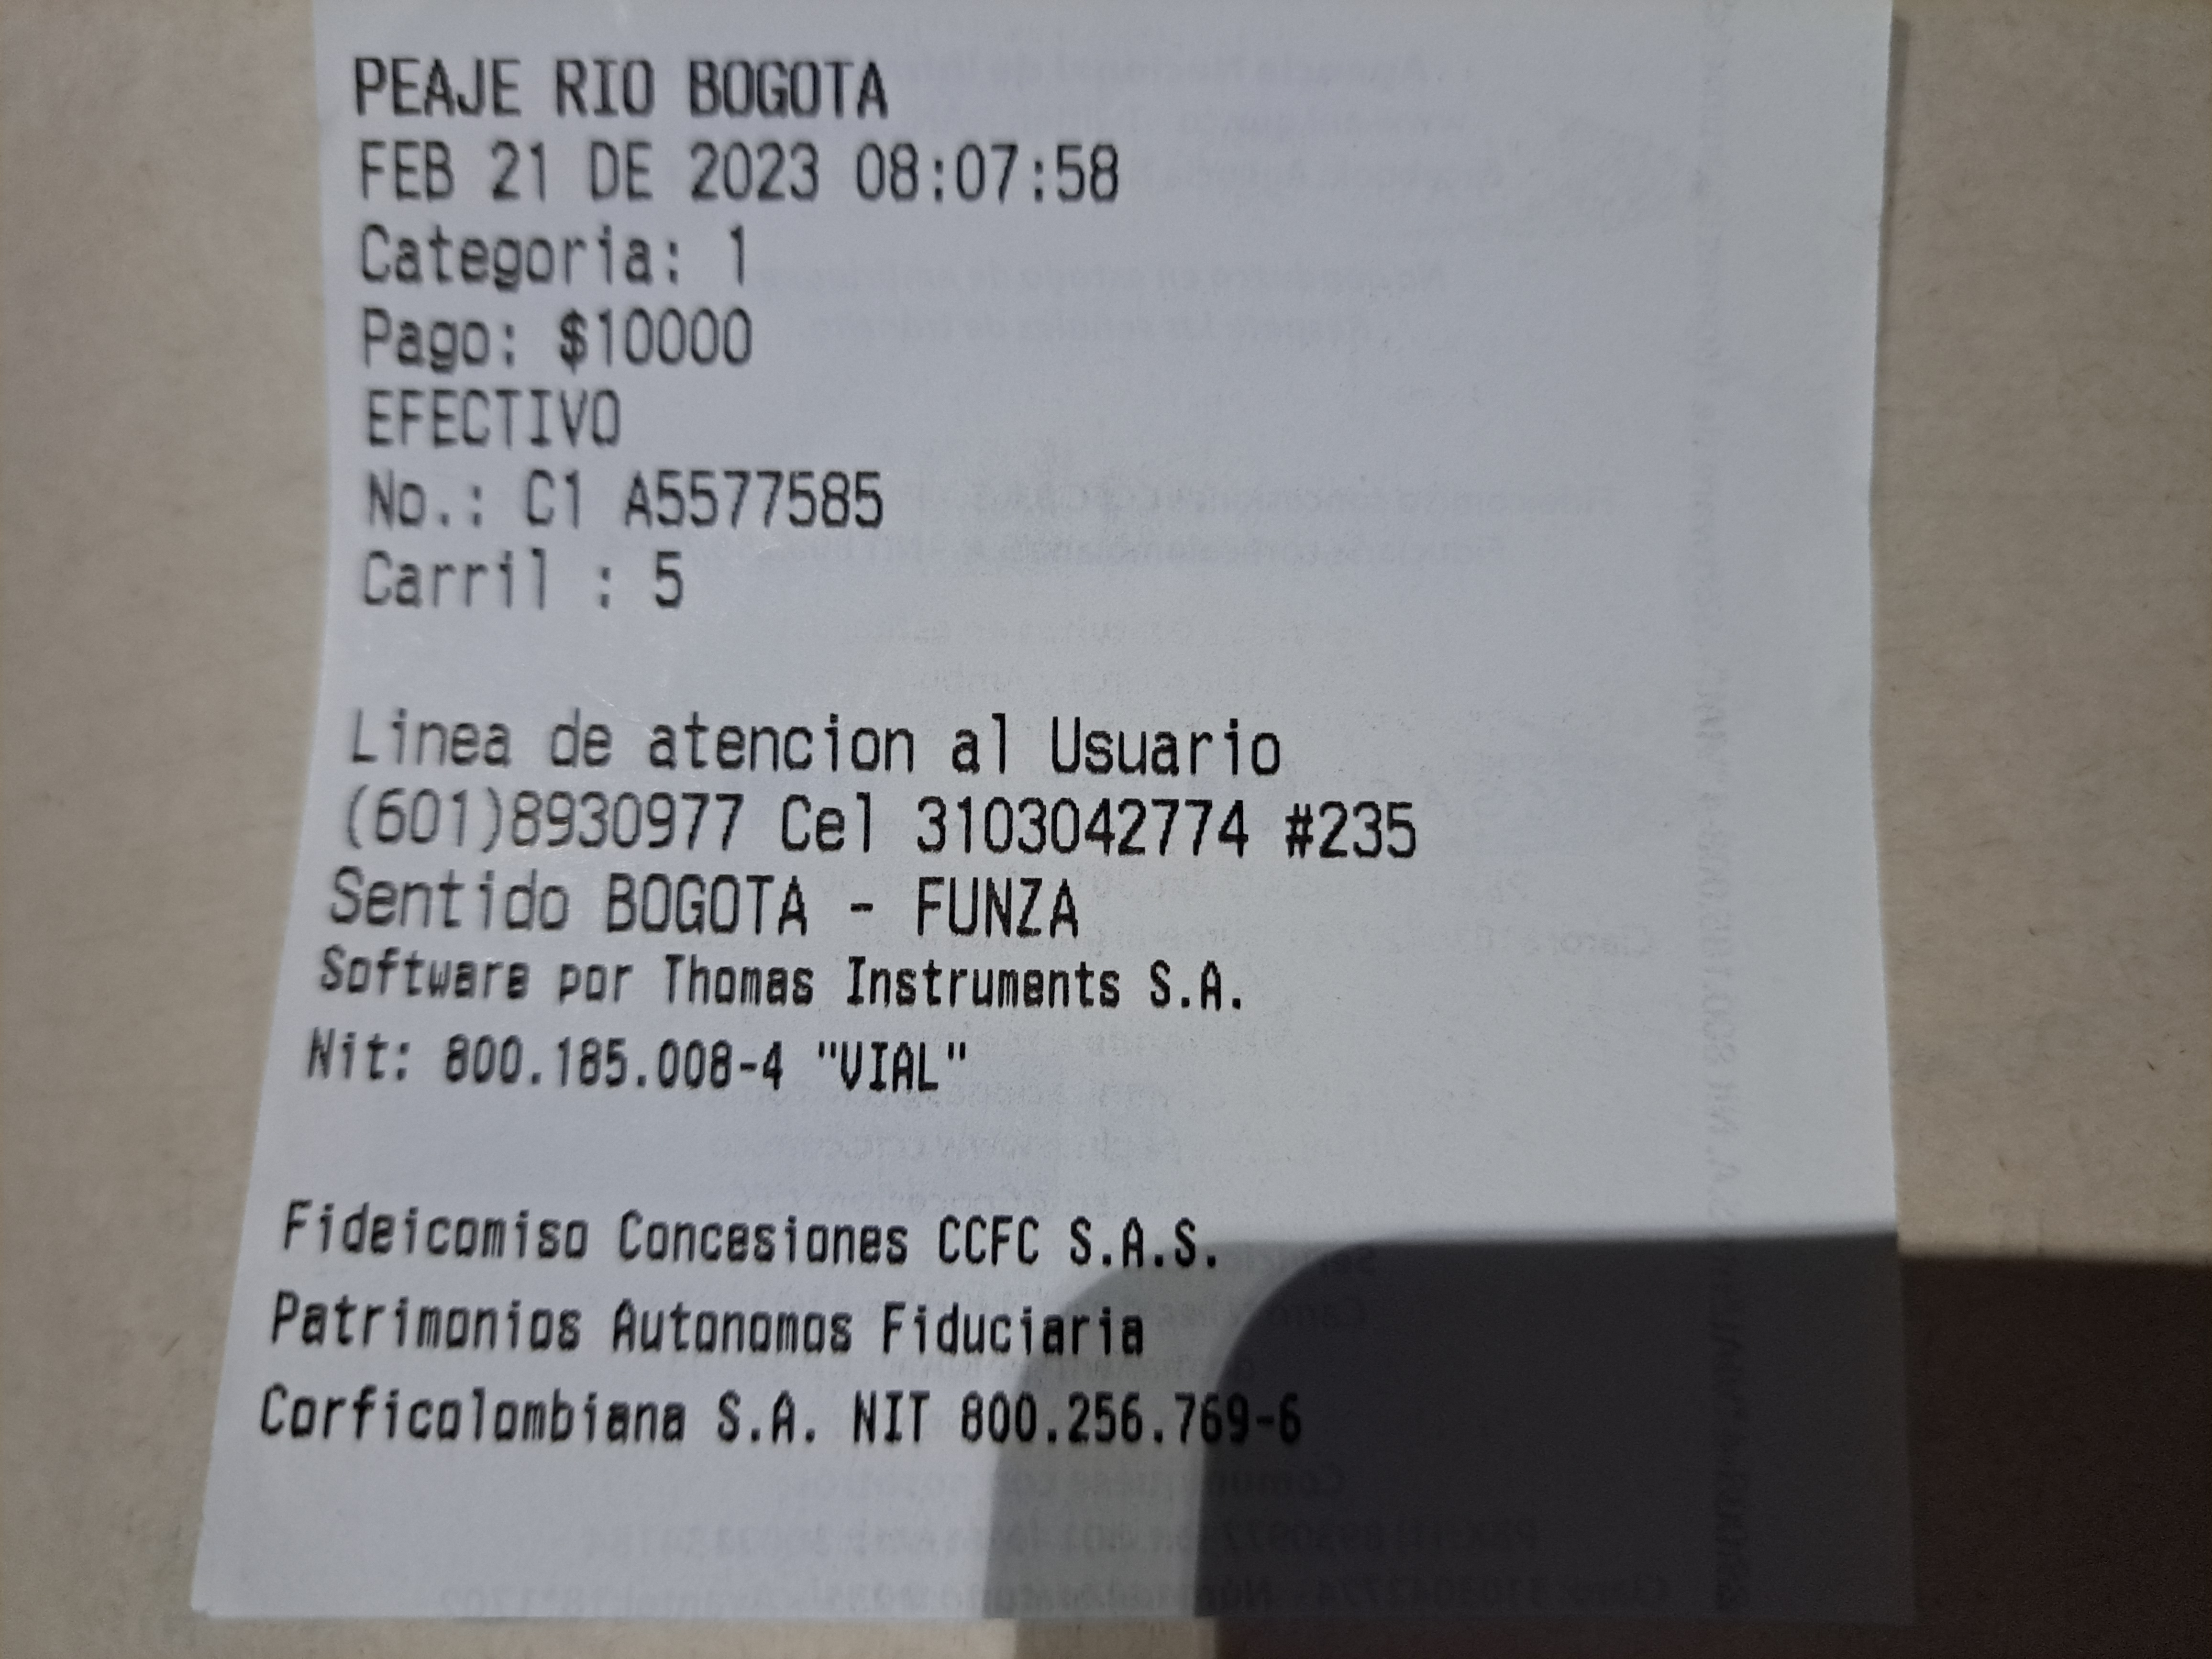 PEAJE RIO BOGOTA
FEB 21 DE 2023 08:07:58
Categoria: 1
Pago: $10000
EFECTIVO
No.: C1 A5577585
Carril : 5
Linea de atencion al Usuario
(601)8930977 Cel 3103042774 #235
Sentido BOGOTA - FUNZA
Software por Thomas Instruments S.A.
Nit: 800.185.008-4 "VIAL"
Fideicomiso Concesiones CCFC S.A.S.
Patrimonios Autonomos Fiduciaria
Corficolombiana S.A. NIT 800.256.769-6